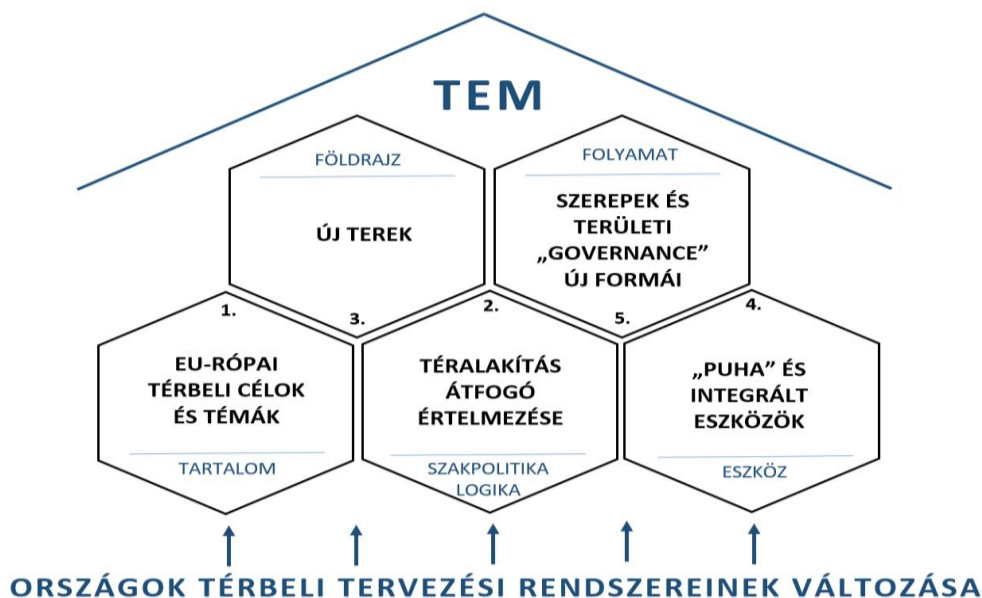 TEM
FÖLDRAJZ
ÚJ TEREK
3.
FOLYAMAT
SZEREPEK ÉS
TERÜLETI
„GOVERNANCE”
ÚJ FORMÁI
5.
1.
EU-RÓPAI
TÉRBELI CÉLOK
ÉS TÉMÁK
TARTALOM
2.
TÉRALAKÍTÁS
ÁTFOGÓ
ÉRTELMEZÉSE
SZAKPOLITIKA
LOGIKA
4.
„PUHA” ÉS
INTEGRÁLT
ESZKÖZÖK
ESZKÖZ
ORSZÁGOK TÉRBELI TERVEZÉSI RENDSZEREINEK VÁLTOZÁSA